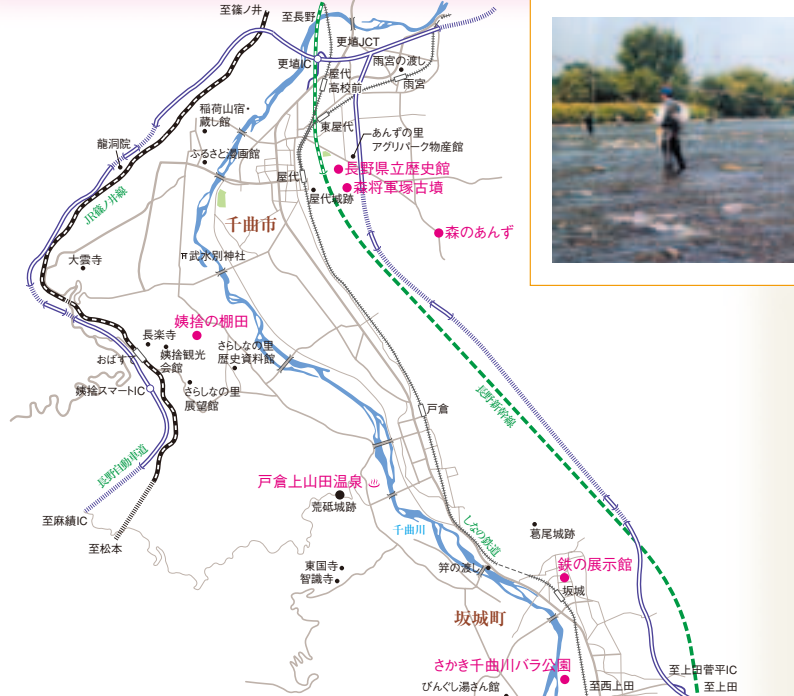 至篠ノ井
至長野
更埴JCT
更埴IC
雨宮の渡し
屋代
高校前
雨宮
稲荷山宿・
蔵し館
東屋代
あんずの里
アグリパーク物産館
龍洞院
ふるさと漫画館
長野県立歴史館
屋代
森将軍塚古墳
屋代城跡
JR篠ノ井線
千曲市
森のあんず
大雲寺
武水別神社
姨捨の棚田
長楽寺
おばすて
姨捨観光
会館
さらしなの里
歴史資料館
姨捨スマートIC
さらしなの里
展望館
戸倉
長野新幹線
長野自動車道
戸倉上山田温泉
荒砥城跡
至麻績IC
千曲川
しなの鉄道
葛尾城跡
至松本
東国寺
智識寺
笄の渡し
鉄の展示館
坂城
坂城町
さかき千曲川バラ公園
至上田菅平IC
びんぐし湯さん館
至西上田
至上田